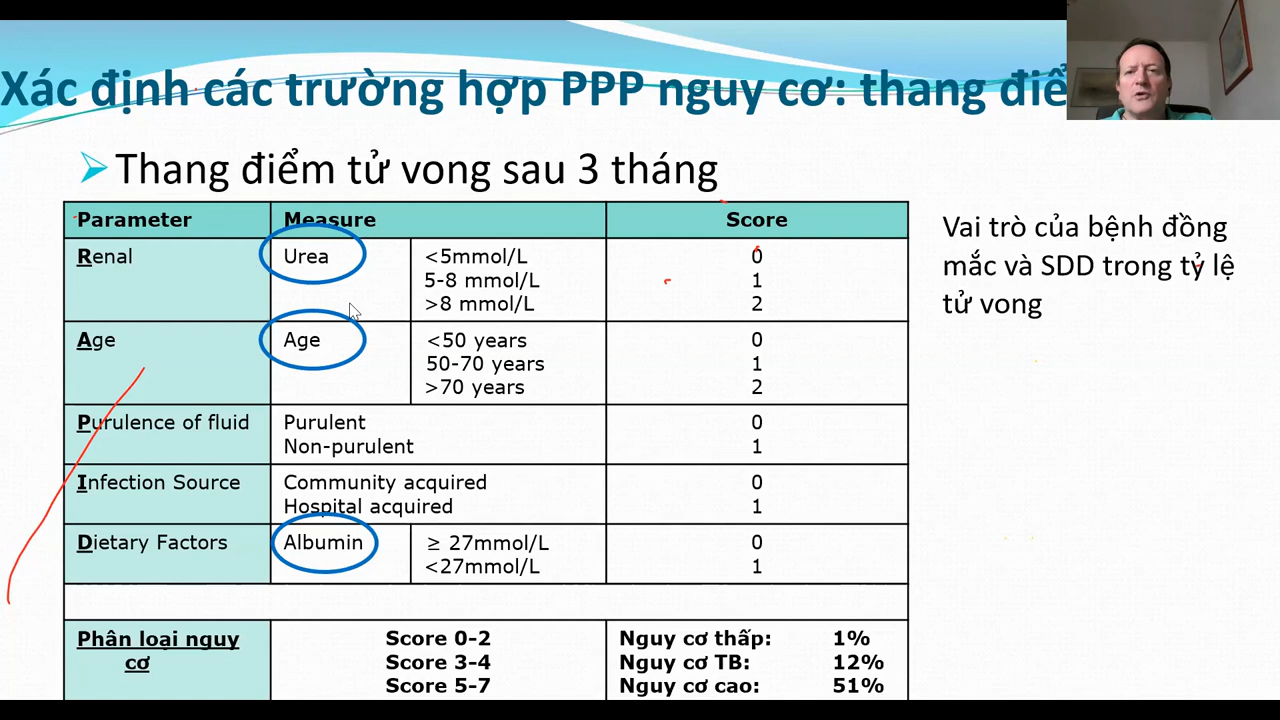 Xác định các trường hợp PPP nguy cơ: thang điể
Thang điểm tử vong sau 3 tháng
Parameter Measure Score
Renal Urea <5mmol/L 0
5-8 mmol/L 1
>8 mmol/L 2
Age Age <50 years 0
50-70 years 1
>70 years 2
Purulence of fluid Purulent 0
Non-purulent 1
Infection Source Community acquired 0
Hospital acquired 1
Dietary Factors Albumin ≥ 27mmol/L 0
<27mmol/L 1
Phân loại nguy Score 0-2 Nguy cơ thấp: 1%
cơ Score 3-4 Nguy cơ TB: 12%
Score 5-7 Nguy cơ cao: 51%
Vai trò của bệnh đồng
mắc và SDD trong tỷ lệ
tử vong